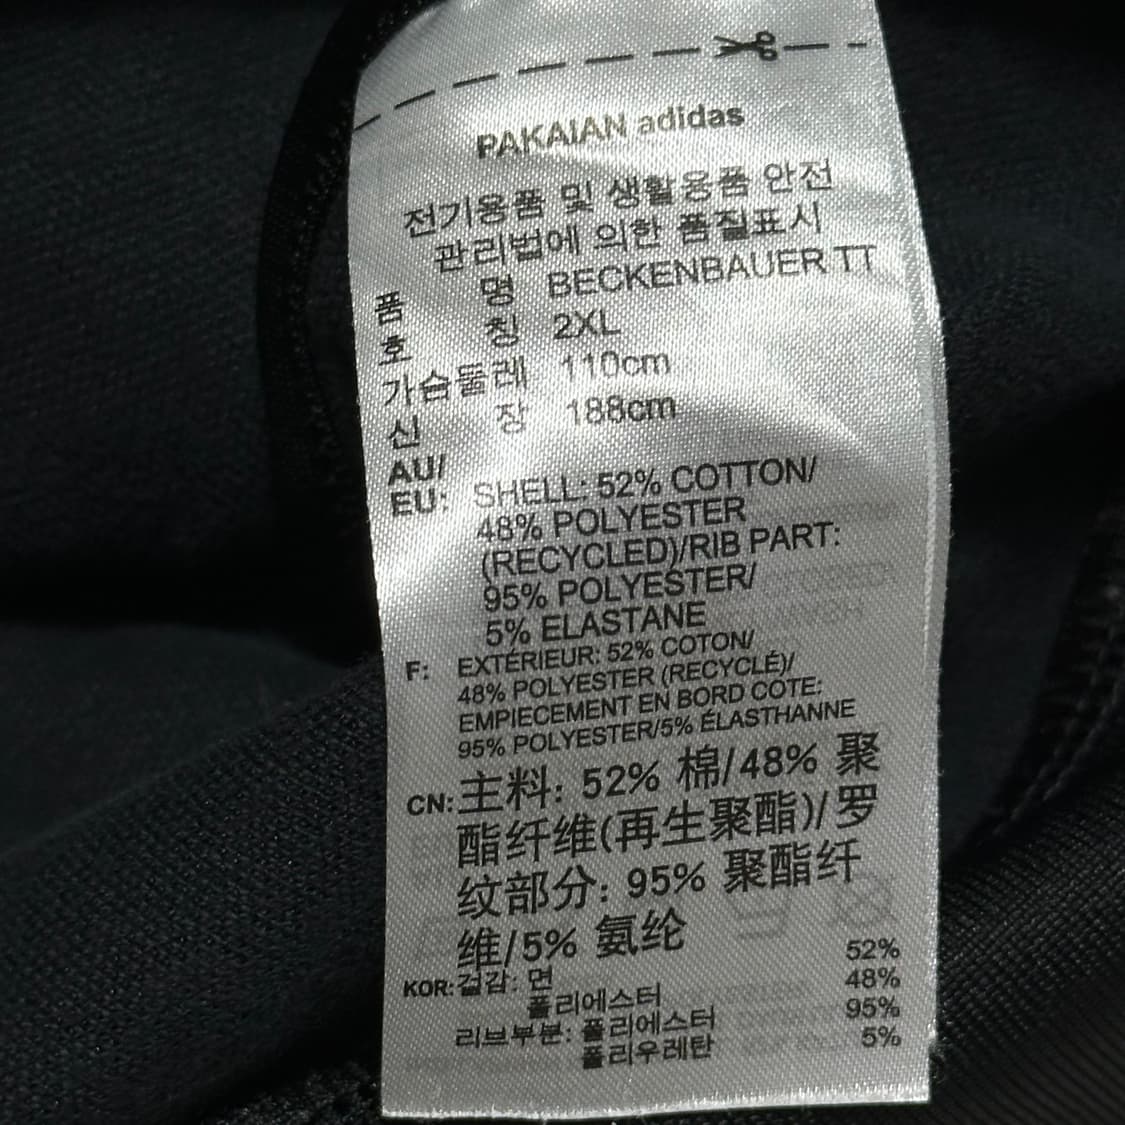 PAKAIAN adidas
전기용품 및 생활용품 안전
관리법에 의한 품질표시
품 명 BECKENBAUER TT
호 칭 2XL
가슴둘레 110cm
신 장 188cm
AU/
EU: SHELL: 52% COTTON/
48% POLYESTER
(RECYCLED)/RIB PART:
95% POLYESTER/
5% ELASTANE
F: EXTÉRIEUR: 52% COTON/
48% POLYESTER (RECYCLÉ)/
EMPIECEMENT EN BORD COTE:
95% POLYESTER/5% ÉLASTHANNE
CN: 主料: 52% 棉/48% 聚
酯纤维(再生聚酯)/罗
纹部分: 95% 聚酯纤
维/5% 氨纶
KOR: 겉감: 면 52%
폴리에스터 48%
리브부분: 폴리에스터 95%
폴리우레탄 5%